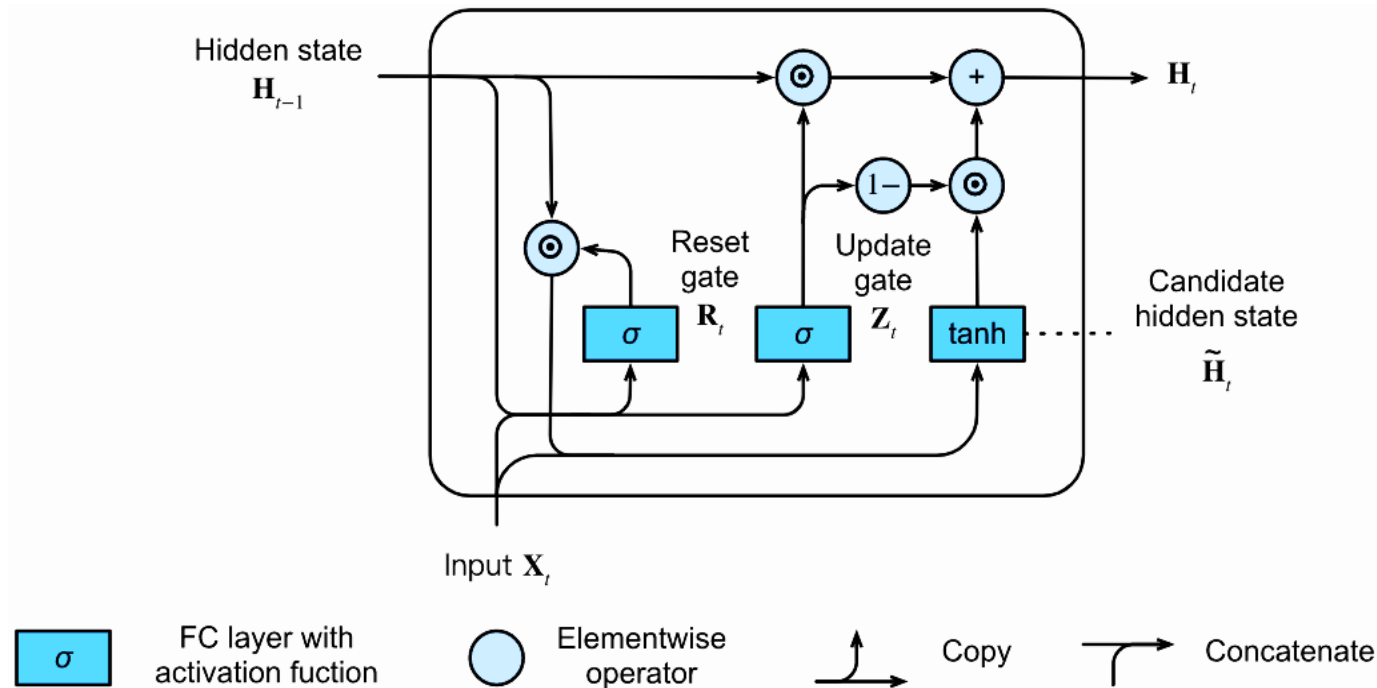 Hidden state
H_{t−1}
⊙
+
H_t
1−
⊙
⊙
Reset
gate
R_t
Update
gate
Z_t
σ
σ
tanh
Candidate
hidden state
H̃_t
Input X_t
σ
FC layer with
activation fuction
Elementwise
operator
Copy
Concatenate